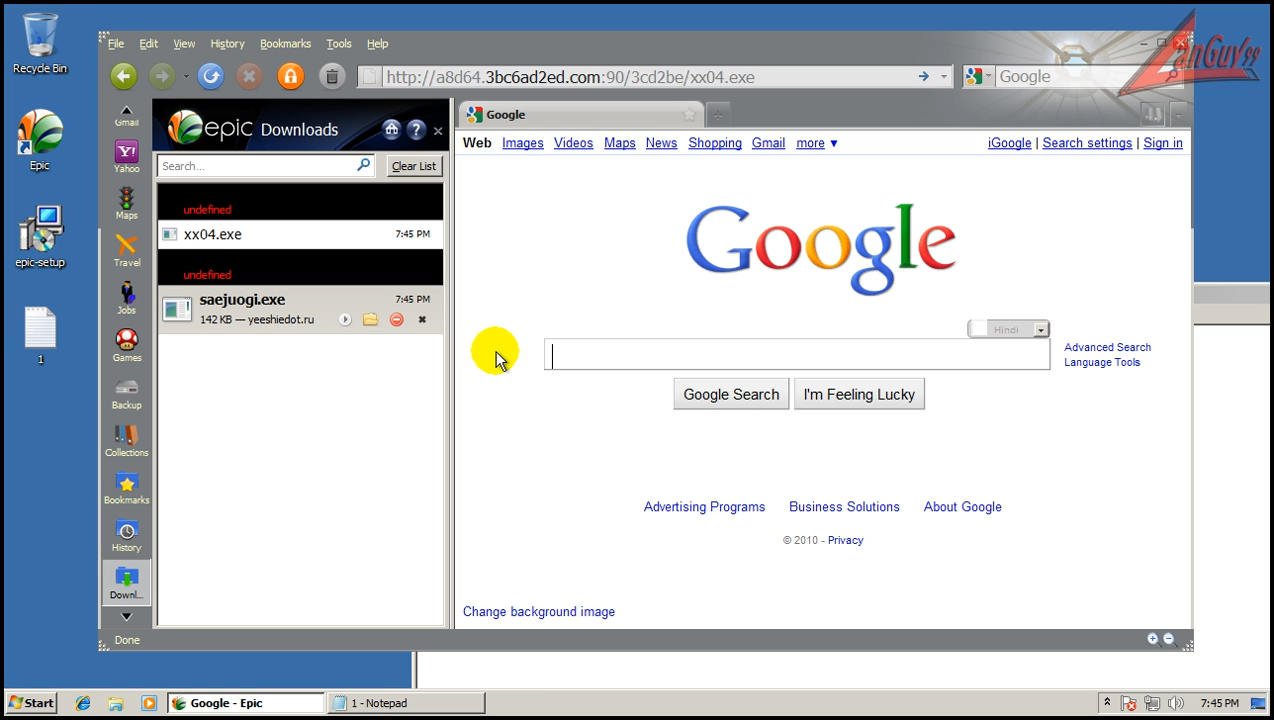 Recycle Bin
Epic
epic-setup
1
File Edit View History Bookmarks Tools Help
http://a8d64.3bc6ad2ed.com:90/3cd2be/xx04.exe
Google
Gmail
Yahoo
Maps
Travel
Jobs
Games
Backup
Collections
Bookmarks
History
Downl...
epic Downloads
Search...
Clear List
undefined
xx04.exe 7:45 PM
undefined
saejuogi.exe 7:45 PM
142 KB — yeeshiedot.ru
Google
Web Images Videos Maps News Shopping Gmail more ▼ iGoogle | Search settings | Sign in
Google
Hindi
Advanced Search
Language Tools
Google Search I'm Feeling Lucky
Advertising Programs Business Solutions About Google
© 2010 - Privacy
Change background image
Done
Start Google - Epic 1 - Notepad 7:45 PM